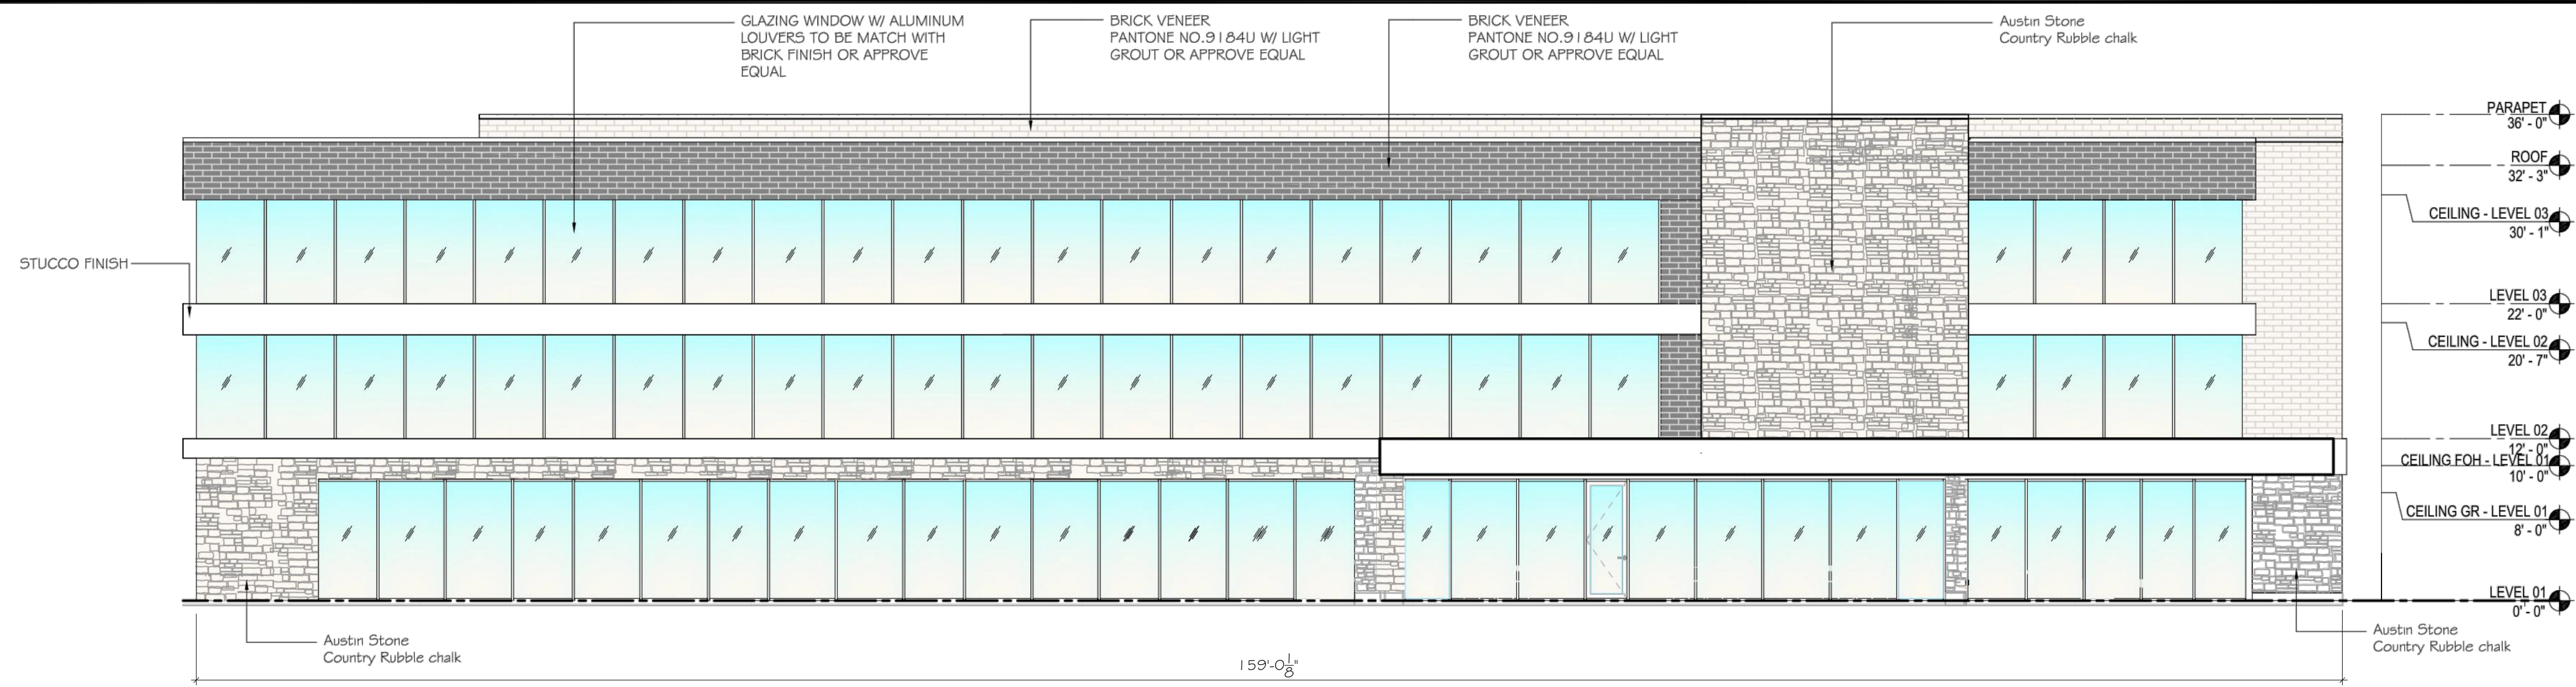 GLAZING WINDOW W/ ALUMINUM
LOUVERS TO BE MATCH WITH
BRICK FINISH OR APPROVE
EQUAL
BRICK VENEER
PANTONE NO.9184U W/ LIGHT
GROUT OR APPROVE EQUAL
BRICK VENEER
PANTONE NO.9184U W/ LIGHT
GROUT OR APPROVE EQUAL
Austin Stone
Country Rubble chalk
STUCCO FINISH
PARAPET
36' - 0"
ROOF
32' - 3"
CEILING - LEVEL 03
30' - 1"
LEVEL 03
22' - 0"
CEILING - LEVEL 02
20' - 7"
LEVEL 02
12' - 0"
CEILING FOH - LEVEL 01
10' - 0"
CEILING GR - LEVEL 01
8' - 0"
LEVEL 01
0' - 0"
Austin Stone
Country Rubble chalk
159'-0 1/8"
Austin Stone
Country Rubble chalk